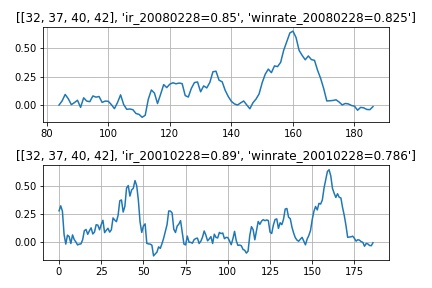 [[32, 37, 40, 42], 'ir_20080228=0.85', 'winrate_20080228=0.825']
0.50
0.25
0.00
80 100 120 140 160 180
[[32, 37, 40, 42], 'ir_20010228=0.89', 'winrate_20010228=0.786']
0.50
0.25
0.00
0 25 50 75 100 125 150 175